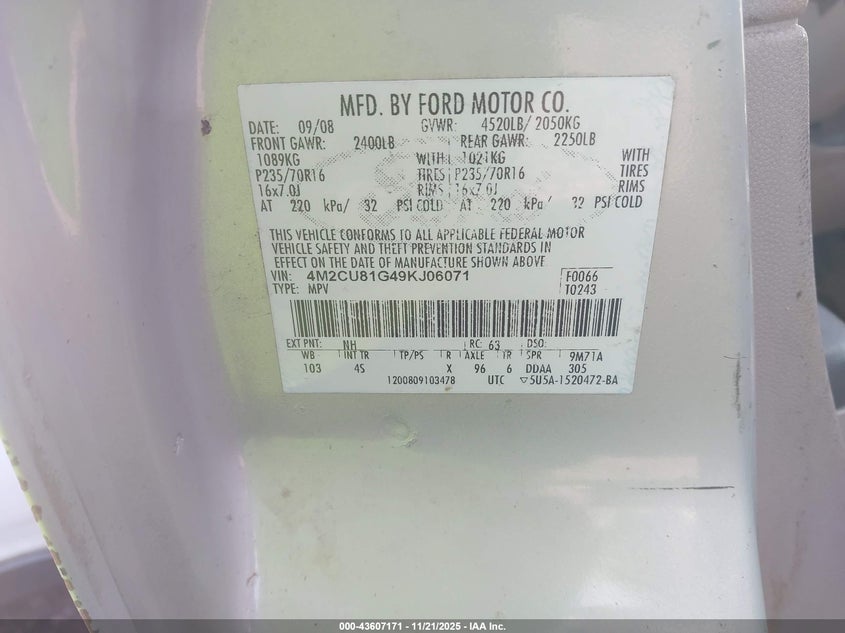 MFD. BY FORD MOTOR CO.
DATE: 09/08 GVWR: 4520LB/ 2050KG
FRONT GAWR: 2400LB REAR GAWR: 2250LB
1089KG WITH 1021KG WITH
P235/70R16 TIRES P235/70R16 TIRES
16x7.0J RIMS 16x7.0J RIMS
AT 220 kPa/ 32 PSI COLD AT 220 kPa/ 32 PSI COLD
THIS VEHICLE CONFORMS TO ALL APPLICABLE FEDERAL MOTOR
VEHICLE SAFETY AND THEFT PREVENTION STANDARDS IN
EFFECT ON THE DATE OF MANUFACTURE SHOWN ABOVE.
VIN: 4M2CU81G49KJ06071 F0066
TYPE: MPV T0243
EXT PNT: NH RC: 63 DSO:
WB INT TR TP/PS R AXLE TR SPR 9M71A
103 4S X 96 6 DDAA 305
1200809103478 UTC ▽5U5A-1520472-BA
000-43607171 - 11/21/2025 - IAA Inc.